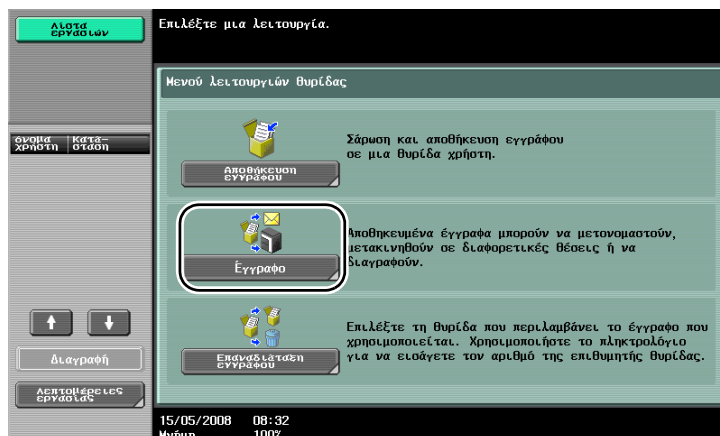 Λίστα
εργασιών
Επιλέξτε μια λειτουργία.
Μενού λειτουργιών θυρίδας
όνομα
χρήστη
Κατά-
σταση
Αποθήκευση
εγγράφου
Σάρωση και αποθήκευση εγγράφου
σε μια θυρίδα χρήστη.
Έγγραφο
Αποθηκευμένα έγγραφα μπορούν να μετονομαστούν,
μετακινηθούν σε διαφορετικές θέσεις ή να
διαγραφούν.
Επαναδιάταξη
εγγράφου
Επιλέξτε τη θυρίδα που περιλαμβάνει το έγγραφο που
χρησιμοποιείται. Χρησιμοποιήστε το πληκτρολόγιο
για να εισάγετε τον αριθμό της επιθυμητής θυρίδας.
Διαγραφή
Λεπτομέρειες
εργασίας
15/05/2008 08:32
Μνήμη 100%